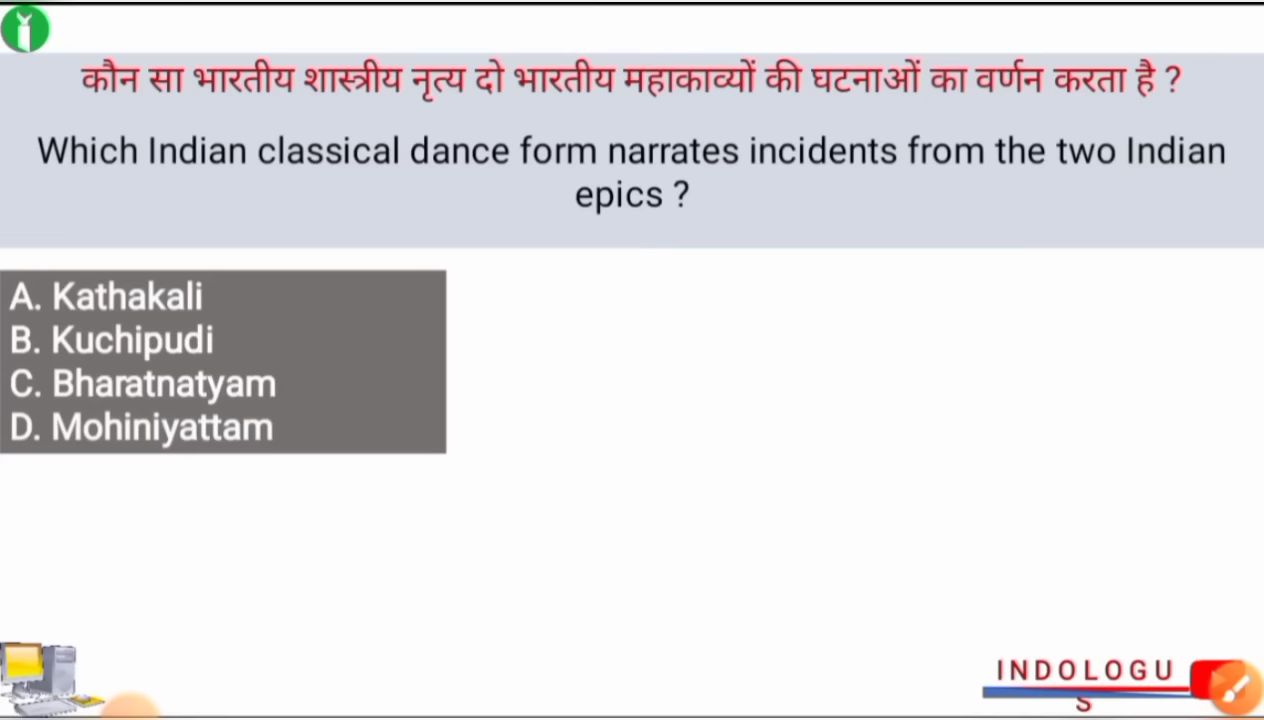 कौन सा भारतीय शास्त्रीय नृत्य दो भारतीय महाकाव्यों की घटनाओं का वर्णन करता है ?
Which Indian classical dance form narrates incidents from the two Indian
epics ?
A. Kathakali
B. Kuchipudi
C. Bharatnatyam
D. Mohiniyattam
INDOLOGU
S